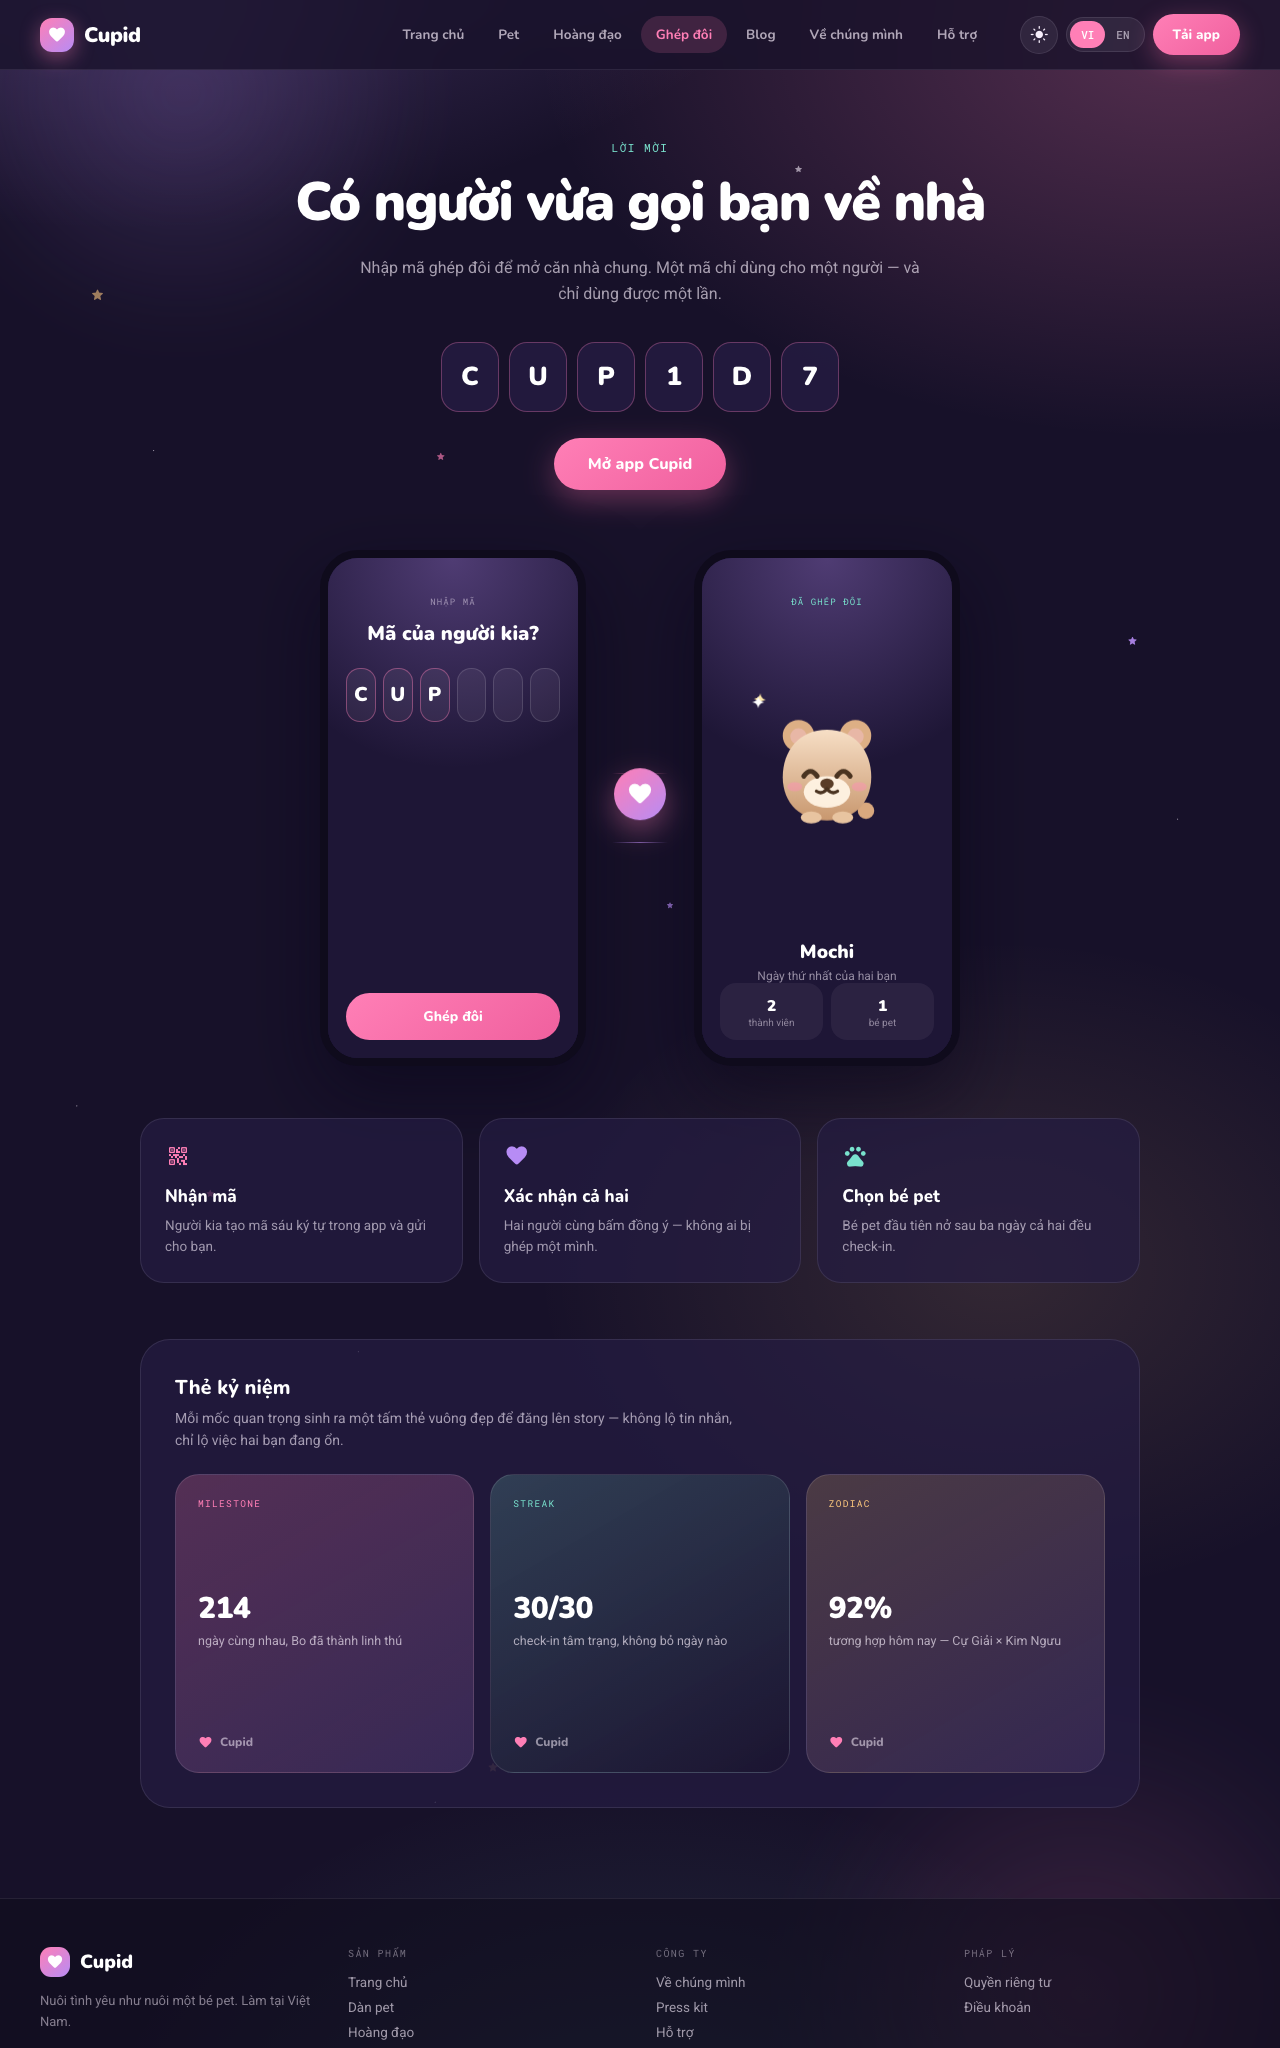 Cupid
Trang chủ
Pet
Hoàng đạo
Ghép đôi
Blog
Về chúng mình
Hỗ trợ
VI
EN
Tải app
LỜI MỜI
Có người vừa gọi bạn về nhà
Nhập mã ghép đôi để mở căn nhà chung. Một mã chỉ dùng cho một người — và
chỉ dùng được một lần.
C U P 1 D 7
Mở app Cupid
NHẬP MÃ
Mã của người kia?
C U P
Ghép đôi
ĐÃ GHÉP ĐÔI
Mochi
Ngày thứ nhất của hai bạn
2
thành viên
1
bé pet
Nhận mã
Người kia tạo mã sáu ký tự trong app và gửi
cho bạn.
Xác nhận cả hai
Hai người cùng bấm đồng ý — không ai bị
ghép một mình.
Chọn bé pet
Bé pet đầu tiên nở sau ba ngày cả hai đều
check-in.
Thẻ kỷ niệm
Mỗi mốc quan trọng sinh ra một tấm thẻ vuông đẹp để đăng lên story — không lộ tin nhắn,
chỉ lộ việc hai bạn đang ổn.
MILESTONE
214
ngày cùng nhau, Bo đã thành linh thú
Cupid
STREAK
30/30
check-in tâm trạng, không bỏ ngày nào
Cupid
ZODIAC
92%
tương hợp hôm nay — Cự Giải × Kim Ngưu
Cupid
Cupid
Nuôi tình yêu như nuôi một bé pet. Làm tại Việt
Nam.
SẢN PHẨM
Trang chủ
Dàn pet
Hoàng đạo
CÔNG TY
Về chúng mình
Press kit
Hỗ trợ
PHÁP LÝ
Quyền riêng tư
Điều khoản